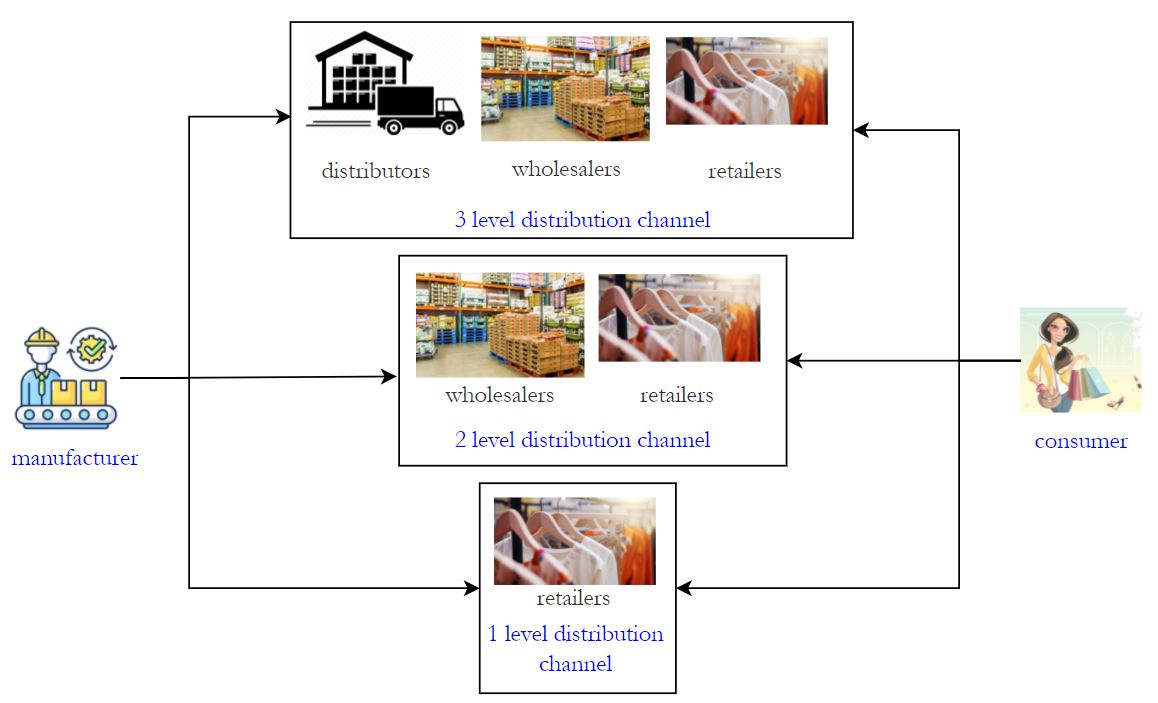 distributors
wholesalers
retailers
3 level distribution channel
wholesalers
retailers
2 level distribution channel
manufacturer
consumer
retailers
1 level distribution
channel